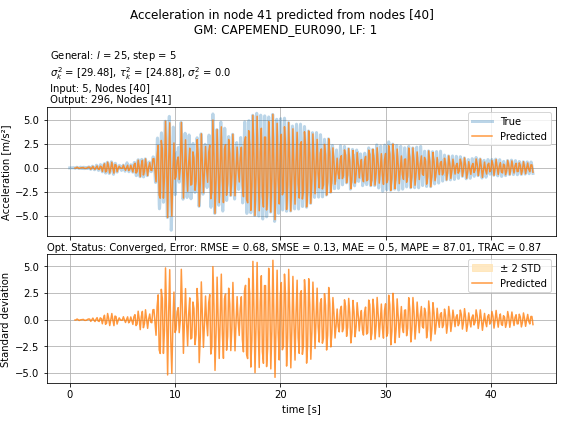 Acceleration in node 41 predicted from nodes [40]
GM: CAPEMEND_EUR090, LF: 1
General: l = 25, step = 5
σ²ₖ = [29.48], τ²ₖ = [24.88], σ²ε = 0.0
Input: 5, Nodes [40]
Output: 296, Nodes [41]
Acceleration [m/s²]
5.0
2.5
0.0
−2.5
−5.0
True
Predicted
Opt. Status: Converged, Error: RMSE = 0.68, SMSE = 0.13, MAE = 0.5, MAPE = 87.01, TRAC = 0.87
Standard deviation
5.0
2.5
0.0
−2.5
−5.0
± 2 STD
Predicted
0 10 20 30 40
time [s]